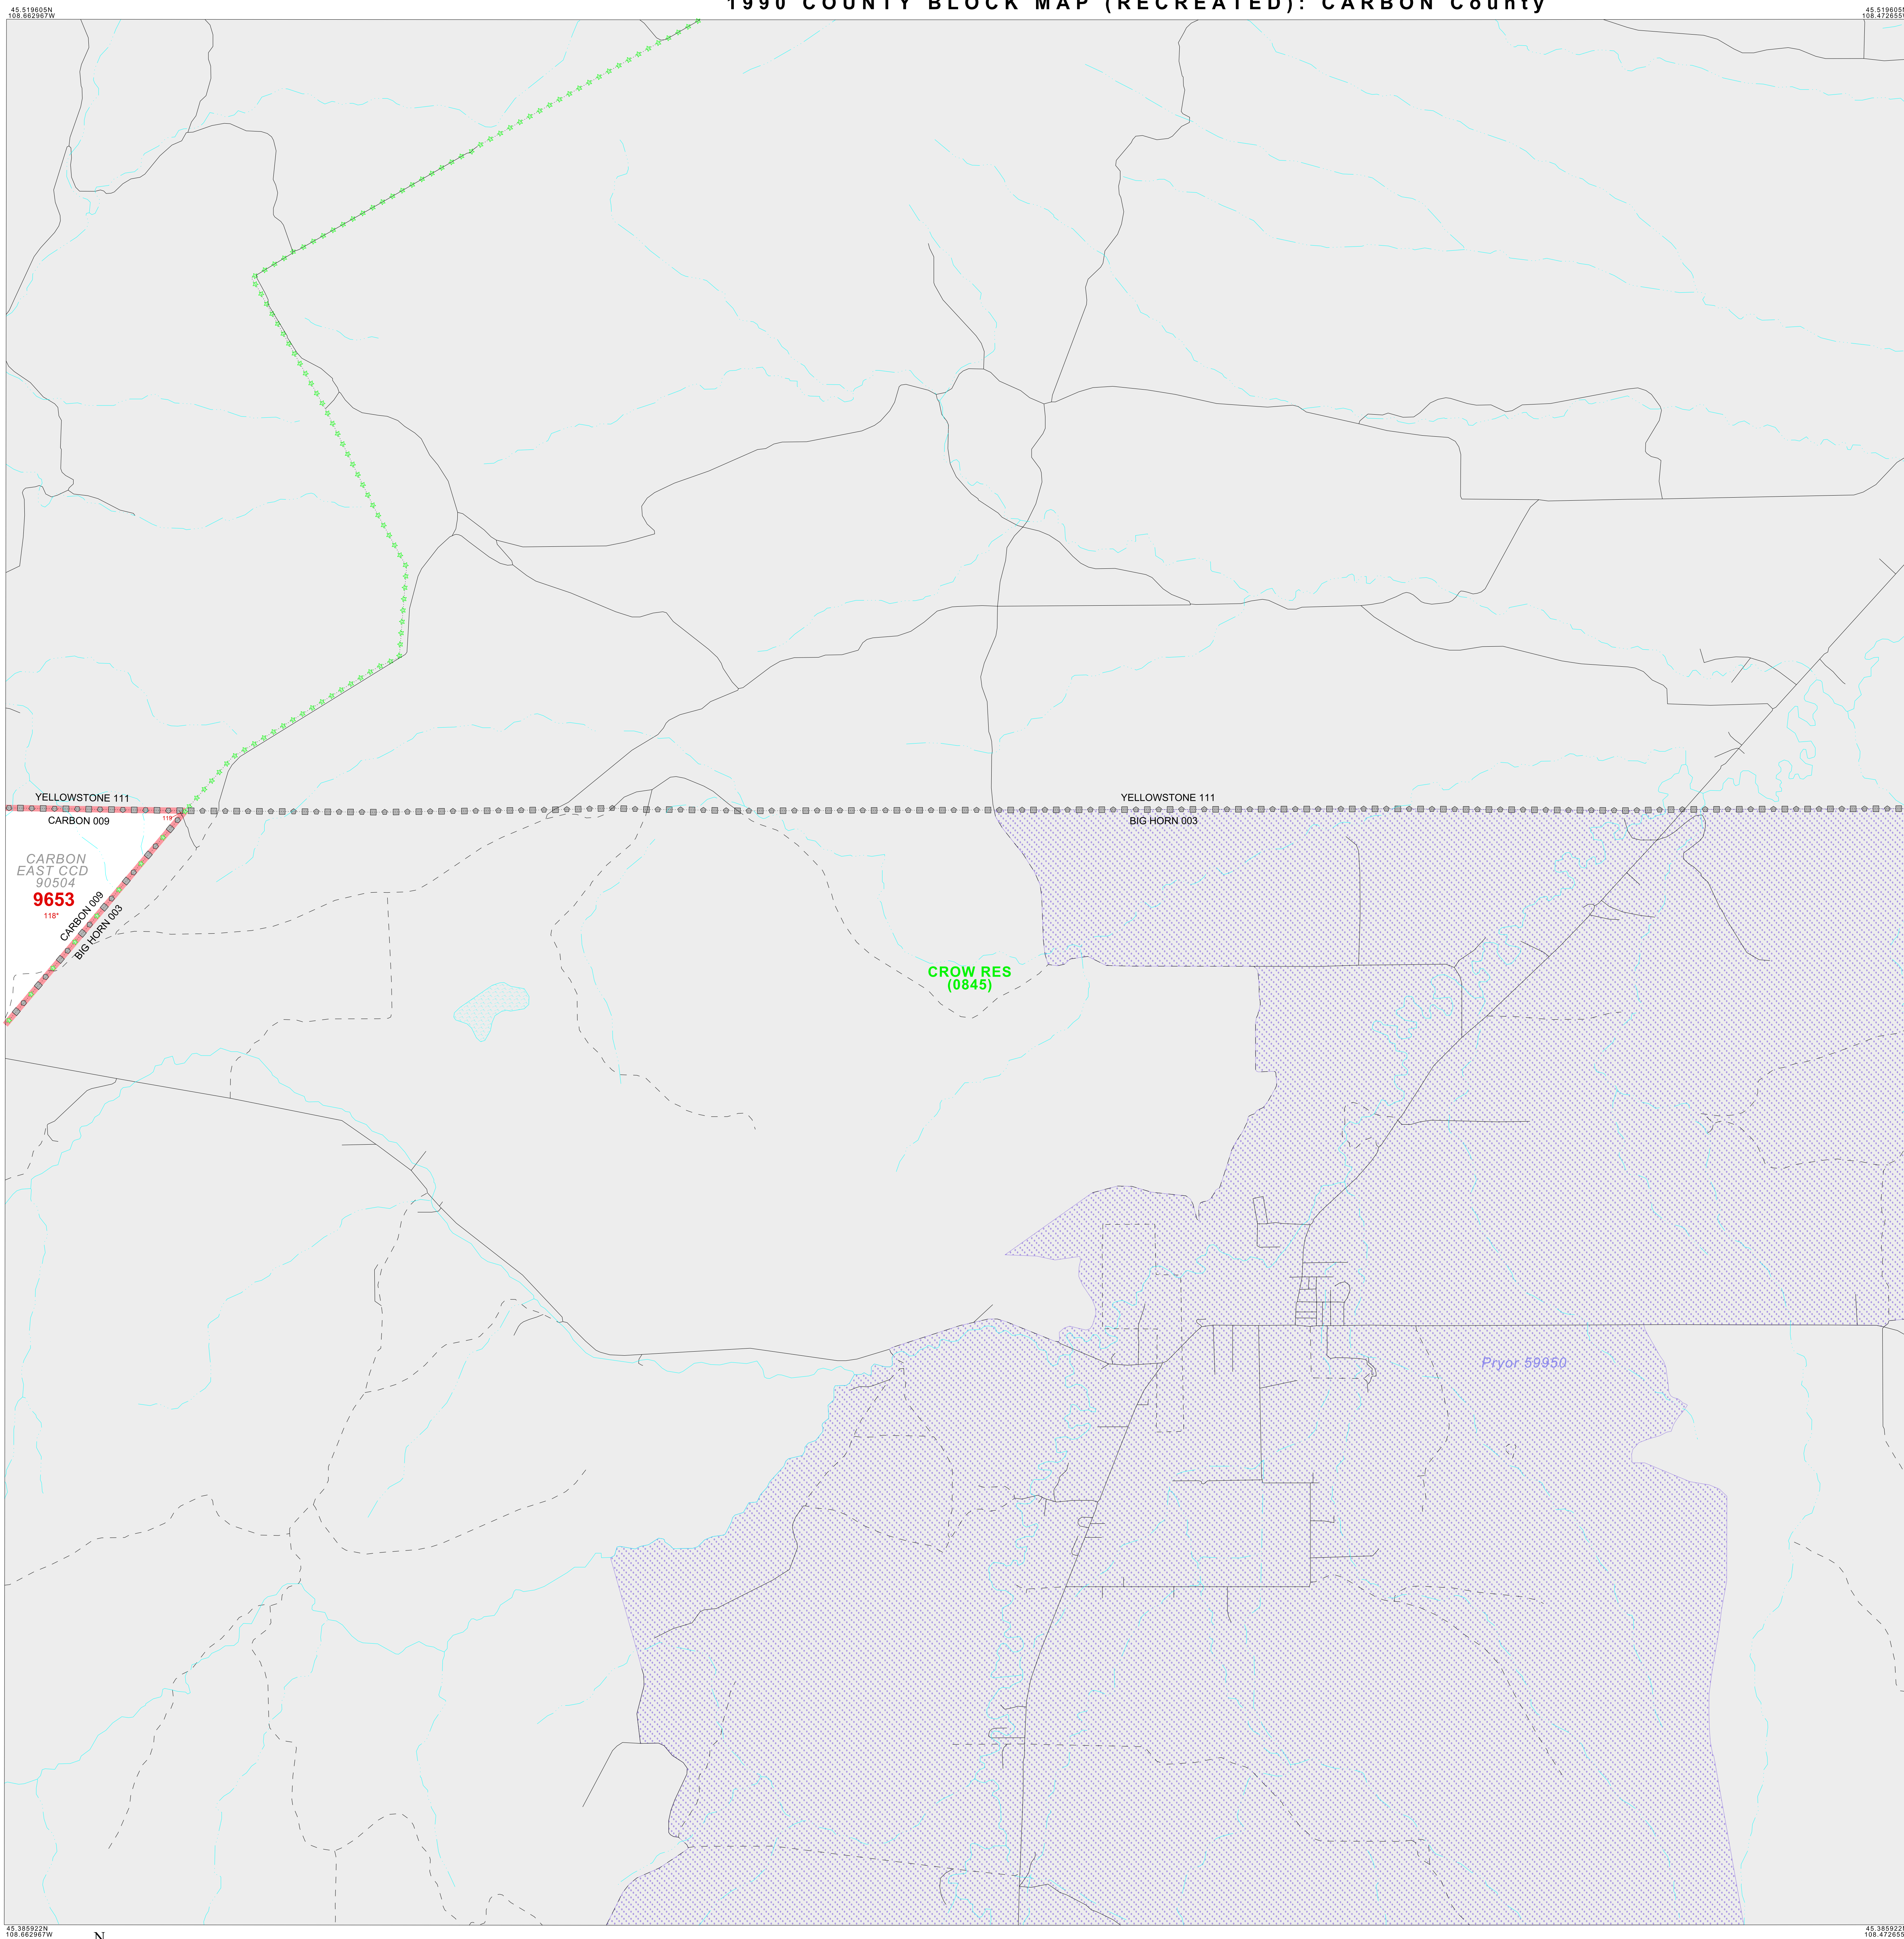 1990 COUNTY BLOCK MAP (RECREATED): CARBON County
45.519605N
108.662967W
45.519605N
108.472655W
YELLOWSTONE 111
CARBON 009
119
YELLOWSTONE 111
BIG HORN 003
CARBON
EAST CCD
90504
9653
118*
CARBON 009
BIG HORN 003
CROW RES
(0845)
Pryor 59950
45.385922N
108.662967W
N
45.385922N
108.472655